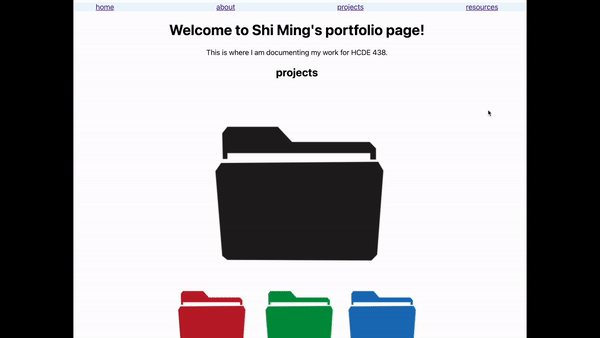 home about projects resources
Welcome to Shi Ming's portfolio page!
This is where I am documenting my work for HCDE 438.
projects